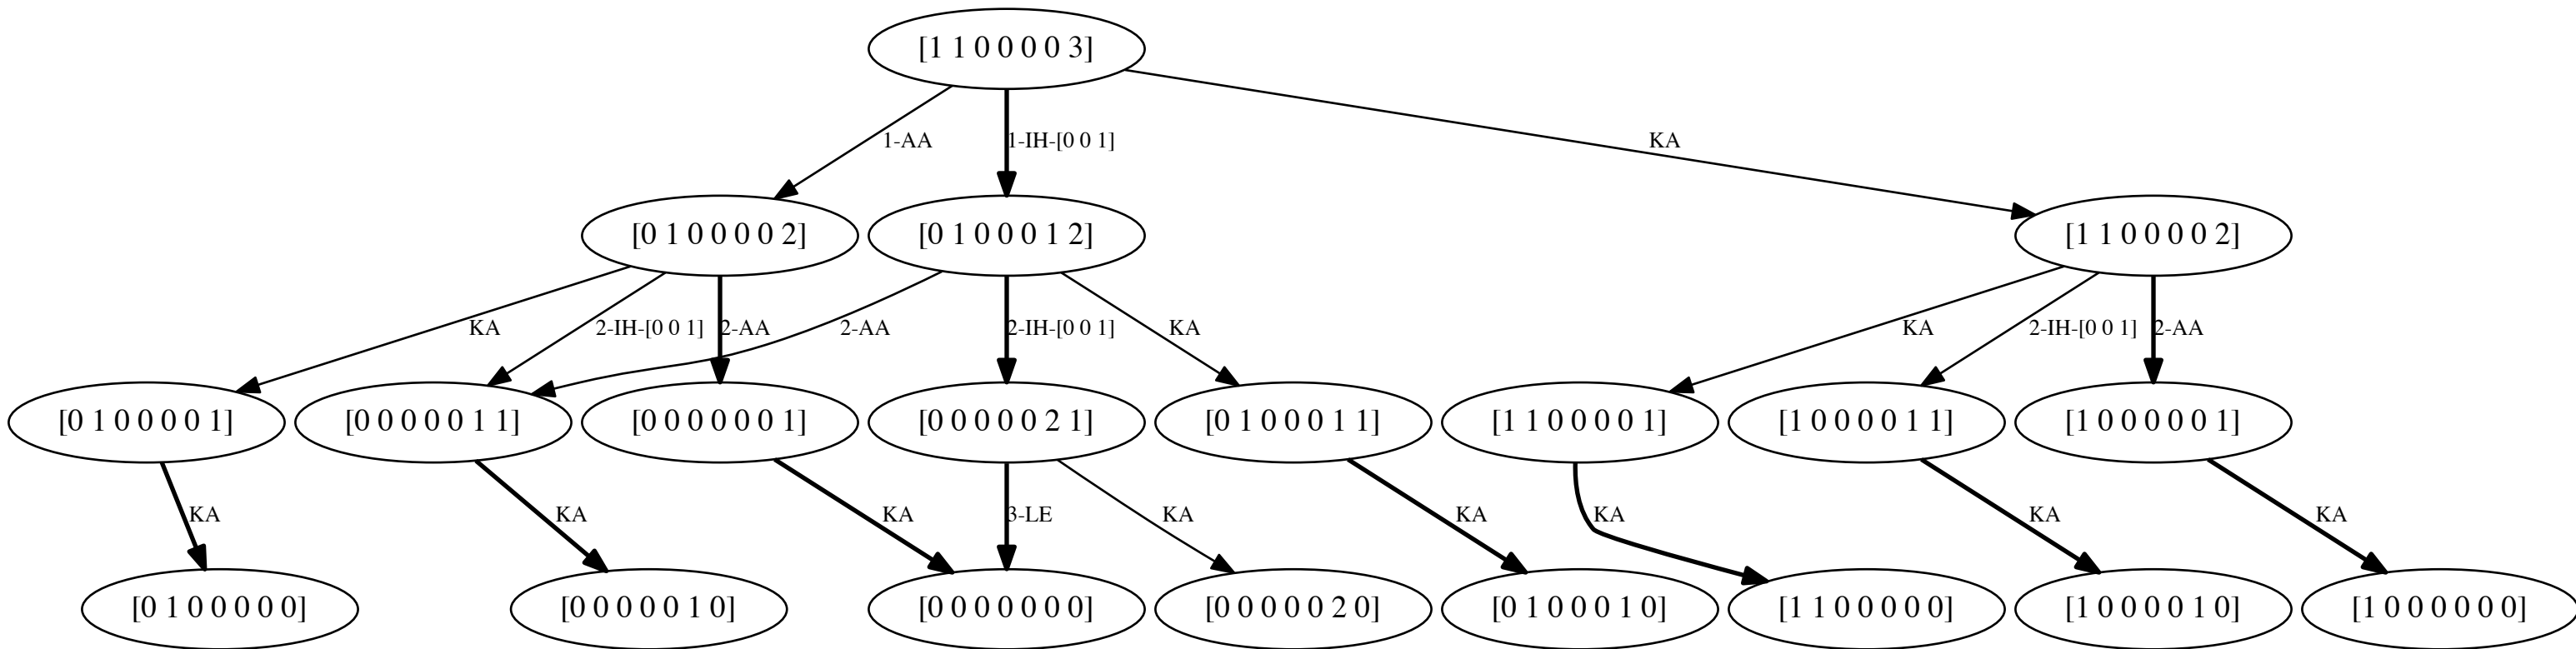 [1 1 0 0 0 0 3]
1-AA
1-IH-[0 0 1]
KA
[0 1 0 0 0 0 2]
[0 1 0 0 0 1 2]
[1 1 0 0 0 0 2]
KA
2-IH-[0 0 1]
2-AA
2-AA
2-IH-[0 0 1]
KA
KA
2-IH-[0 0 1]
2-AA
[0 1 0 0 0 0 1]
[0 0 0 0 0 1 1]
[0 0 0 0 0 0 1]
[0 0 0 0 0 2 1]
[0 1 0 0 0 1 1]
[1 1 0 0 0 0 1]
[1 0 0 0 0 1 1]
[1 0 0 0 0 0 1]
KA
KA
KA
3-LE
KA
KA
KA
KA
KA
[0 1 0 0 0 0 0]
[0 0 0 0 0 1 0]
[0 0 0 0 0 0 0]
[0 0 0 0 0 2 0]
[0 1 0 0 0 1 0]
[1 1 0 0 0 0 0]
[1 0 0 0 0 1 0]
[1 0 0 0 0 0 0]